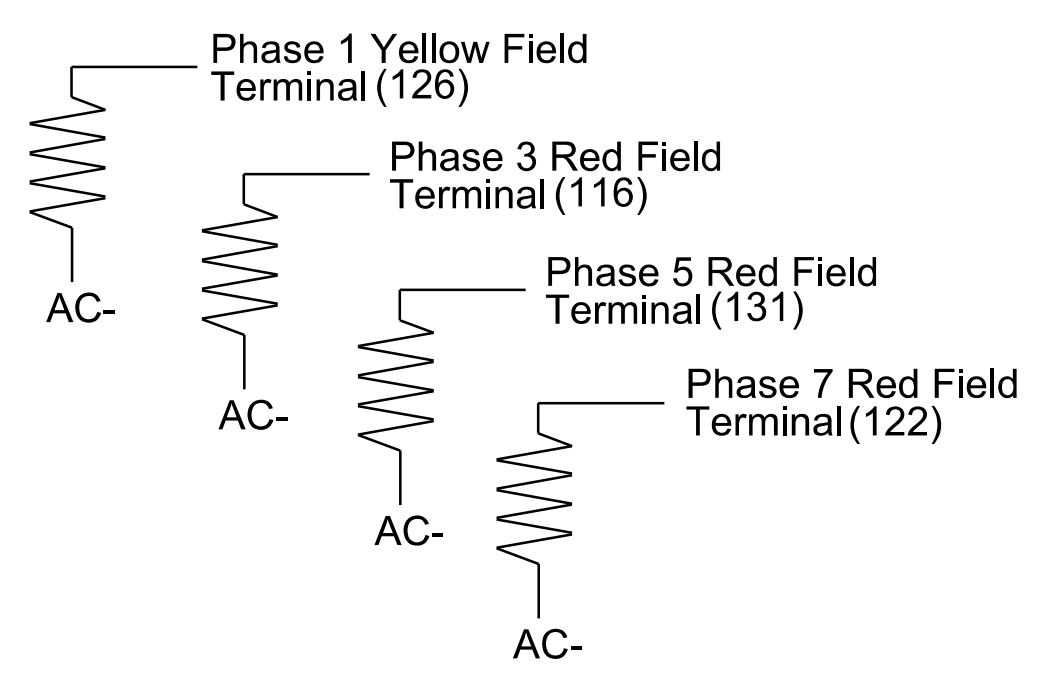 Phase 1 Yellow Field
Terminal (126)
AC-
Phase 3 Red Field
Terminal (116)
AC-
Phase 5 Red Field
Terminal (131)
AC-
Phase 7 Red Field
Terminal (122)
AC-